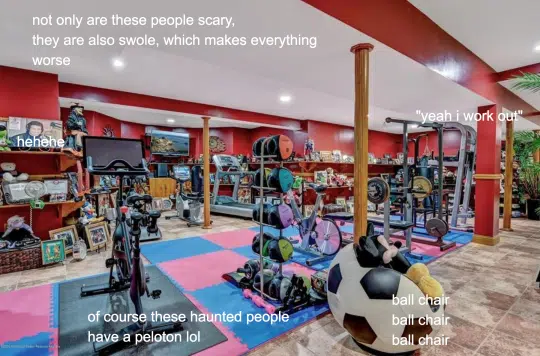 not only are these people scary,
they are also swole, which makes everything
worse
"yeah i work out"
hehehe
of course these haunted people
have a peloton lol
ball chair
ball chair
ball chair